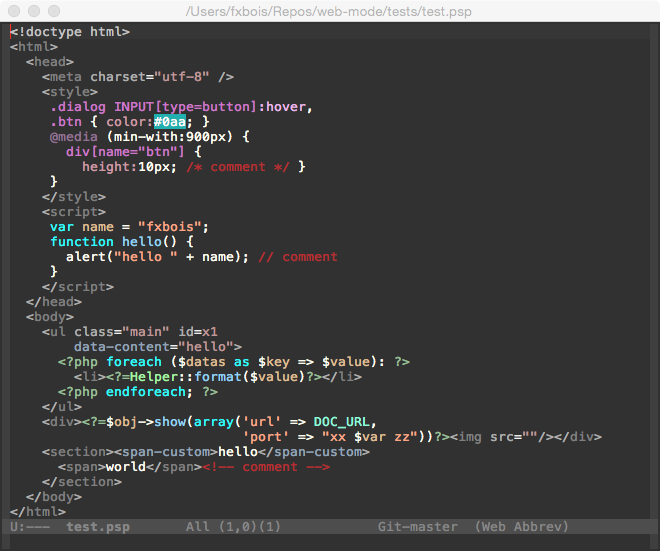 /Users/fxbois/Repos/web-mode/tests/test.psp
<!doctype html>
<html>
  <head>
    <meta charset="utf-8" />
    <style>
     .dialog INPUT[type=button]:hover,
     .btn { color:#0aa; }
     @media (min-with:900px) {
       div[name="btn"] {
         height:10px; /* comment */ }
     }
    </style>
    <script>
     var name = "fxbois";
     function hello() {
       alert("hello " + name); // comment
     }
    </script>
  </head>
  <body>
    <ul class="main" id=x1
        data-content="hello">
      <?php foreach ($datas as $key => $value): ?>
        <li><?=Helper::format($value)?></li>
      <?php endforeach; ?>
    </ul>
    <div><?=$obj->show(array('url' => DOC_URL,
                             'port' => "xx $var zz"))?><img src=""/></div>
    <section><span-custom>hello</span-custom>
      <span>world</span><!-- comment -->
    </section>
  </body>
</html>
U:---  test.psp       All (1,0)(1)            Git-master  (Web Abbrev)